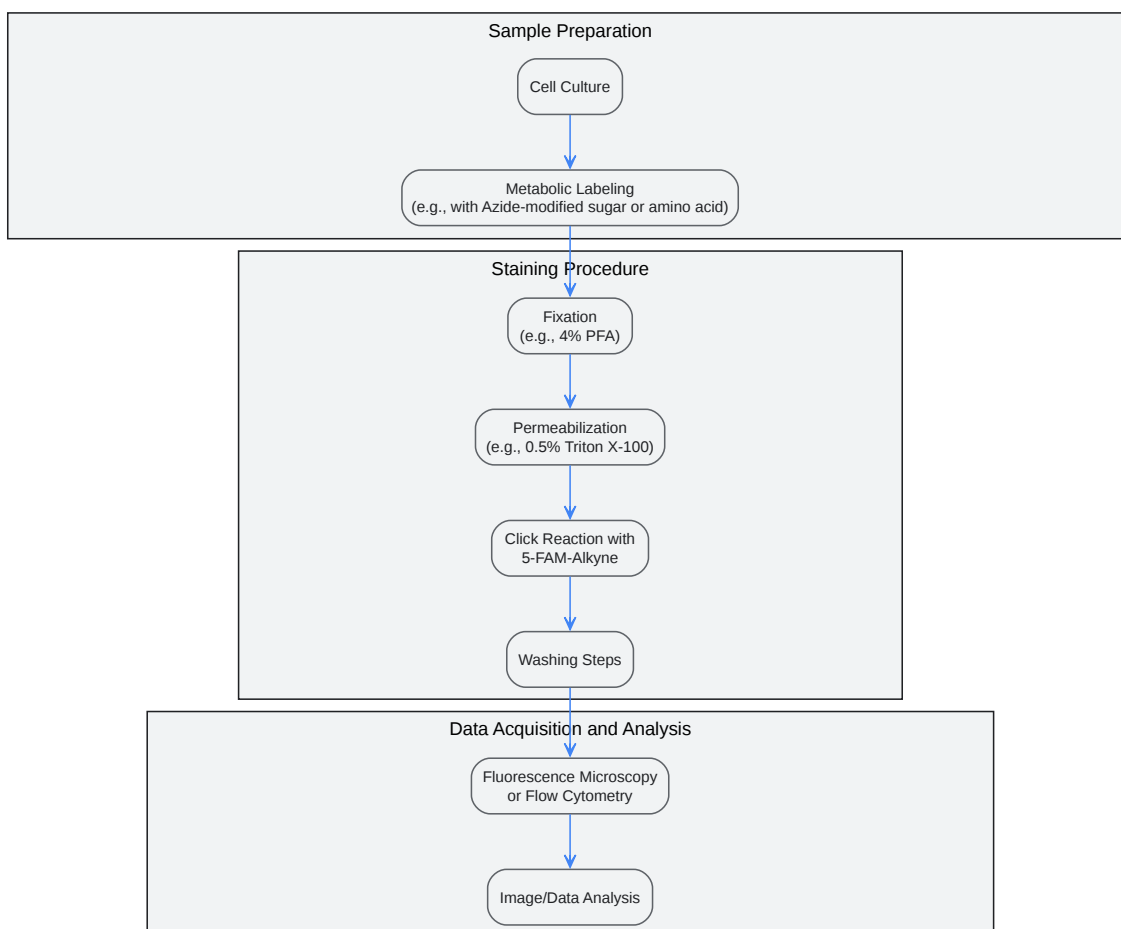 Sample Preparation
Cell Culture
Metabolic Labeling
(e.g., with Azide-modified sugar or amino acid)
Staining Procedure
Fixation
(e.g., 4% PFA)
Permeabilization
(e.g., 0.5% Triton X-100)
Click Reaction with
5-FAM-Alkyne
Washing Steps
Data Acquisition and Analysis
Fluorescence Microscopy
or Flow Cytometry
Image/Data Analysis